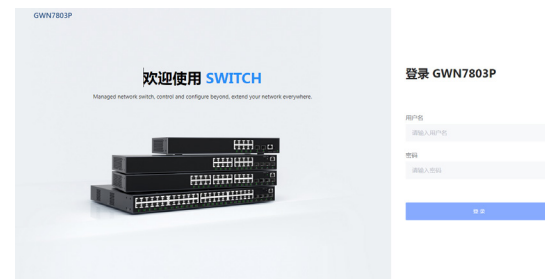 GWN7803P
欢迎使用 SWITCH
Managed network switch, control and configure beyond, extend your network everywhere.
登录 GWN7803P
用户名
请输入用户名
密码
请输入密码
登录